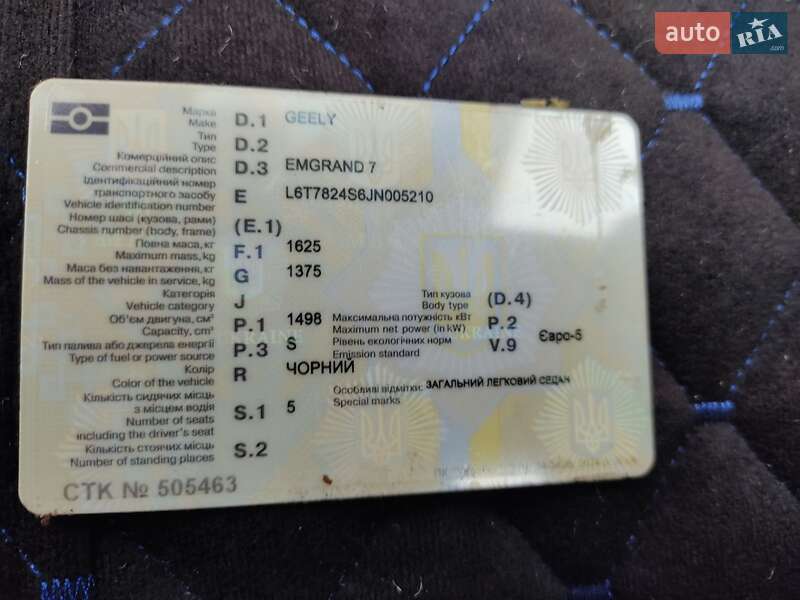 auto RIA .com
Марка
Make D.1 GEELY
Тип
Type D.2
Комерційний опис
Commercial description D.3 EMGRAND 7
Ідентифікаційний номер
транспортного засобу
Vehicle identification number E L6T7824S6JN005210
Номер шасі (кузова, рами)
Chassis number (body, frame) (E.1)
Повна маса, кг
Maximum mass, kg F.1 1625
Маса без навантаження, кг
Mass of the vehicle in service, kg G 1375
Категорія
Vehicle category J
Тип кузова
Body type (D.4)
Об'єм двигуна, см³
Capacity, cm³ P.1 1498
Максимальна потужність кВт
Maximum net power (in kW) P.2
Тип палива або джерела енергії
Type of fuel or power source P.3 S
Рівень екологічних норм
Emission standard V.9 Євро-5
Колір
Color of the vehicle R ЧОРНИЙ
Особливі відмітки: ЗАГАЛЬНИЙ ЛЕГКОВИЙ СЕДАН
Special marks
Кількість сидячих місць
з місцем водія
Number of seats
including the driver's seat S.1 5
Кількість стоячих місць
Number of standing places S.2
СТК № 505463